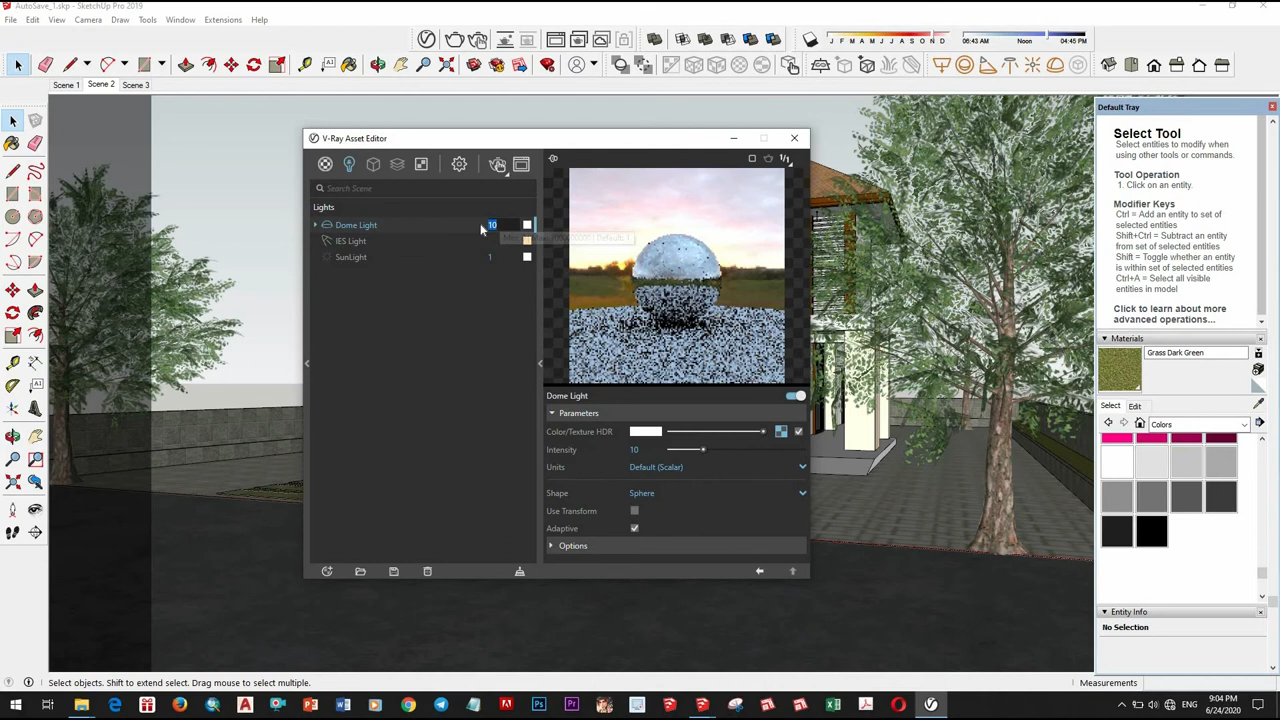 AutoSave_1.skp - SketchUp Pro 2019
File Edit View Camera Draw Tools Window Extensions Help
J F M A M J J A S O N D
06:43 AM Noon 04:45 PM
Scene 1 Scene 2 Scene 3
V-Ray Asset Editor
Search Scene
Lights
Dome Light 10
IES Light
SunLight 1
1/1
Dome Light
Parameters
Color/Texture HDR
Intensity 10
Units Default (Scalar)
Shape Sphere
Use Transform
Adaptive
Options
Default Tray
Select Tool
Select entities to modify when
using other tools or commands.
Tool Operation
1. Click on an entity.
Modifier Keys
Ctrl = Add an entity to set of
selected entities
Shift+Ctrl = Subtract an entity
from set of selected entities
Shift = Toggle whether an
entity is within set of selected
entities
Ctrl+A = Select all visible
entities in model
Click to learn about more
advanced operations...
Materials
Grass Dark Green
Select Edit
Colors
Entity Info
No Selection
Select objects. Shift to extend select. Drag mouse to select multiple.
Measurements
ENG
9:04 PM
6/24/2020